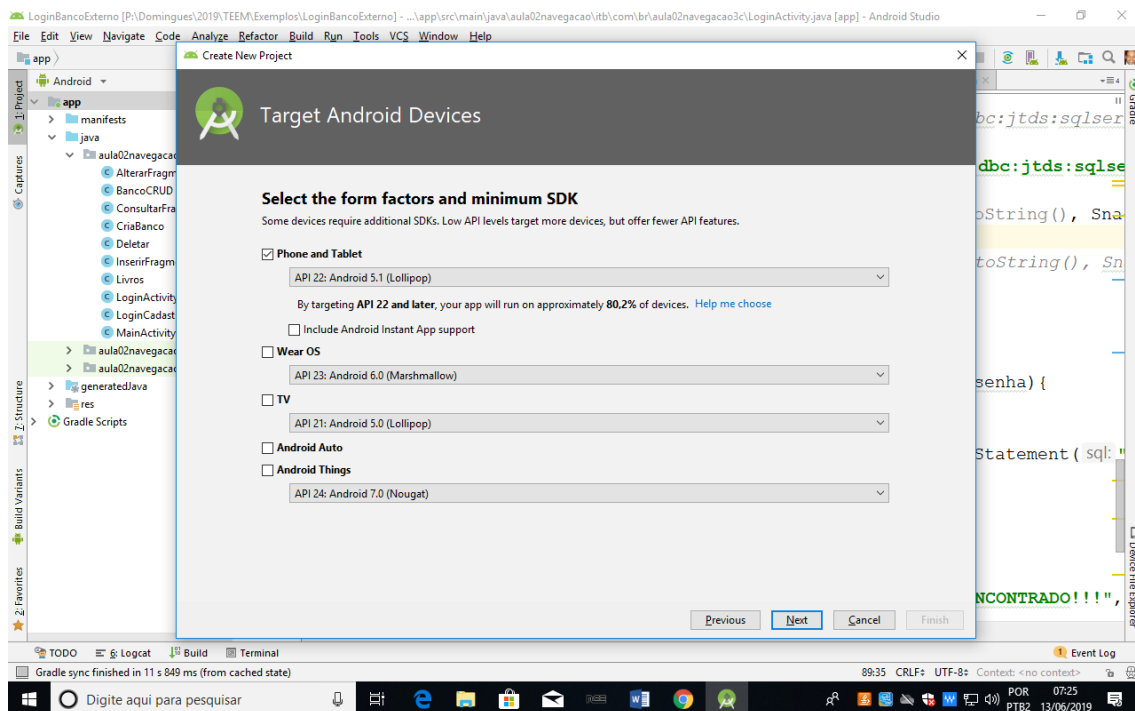 LoginBancoExterno [P:\Domingues\2019\TEEM\Exemplos\LoginBancoExterno] - ...\app\src\main\java\aula02navegacao\itb\com\br\aula02navegacao3c\LoginActivity.java [app] - Android Studio
File Edit View Navigate Code Analyze Refactor Build Run Tools VCS Window Help
app
Create New Project
1: Project
Captures
7: Structure
Build Variants
2: Favorites
Android
app
manifests
java
aula02navegacao
AlterarFragm
BancoCRUD
ConsultarFra
CriaBanco
Deletar
InserirFragm
Livros
LoginActivity
LoginCadast
MainActivity
aula02navegacao
aula02navegacao
generatedJava
res
Gradle Scripts
Target Android Devices
Select the form factors and minimum SDK
Some devices require additional SDKs. Low API levels target more devices, but offer fewer API features.
Phone and Tablet
API 22: Android 5.1 (Lollipop)
By targeting API 22 and later, your app will run on approximately 80,2% of devices. Help me choose
Include Android Instant App support
Wear OS
API 23: Android 6.0 (Marshmallow)
TV
API 21: Android 5.0 (Lollipop)
Android Auto
Android Things
API 24: Android 7.0 (Nougat)
Previous Next Cancel Finish
bc:jtds:sqlser
dbc:jtds:sqlse
oString(), Sna
toString(), Sn
senha){
Statement( sql: "
NCONTRADO!!!",
Gradle
Device File Explorer
TODO 6: Logcat Build Terminal 1 Event Log
Gradle sync finished in 11 s 849 ms (from cached state) 89:35 CRLF UTF-8 Context: <no context>
Digite aqui para pesquisar
POR 07:25
PTB2 13/06/2019